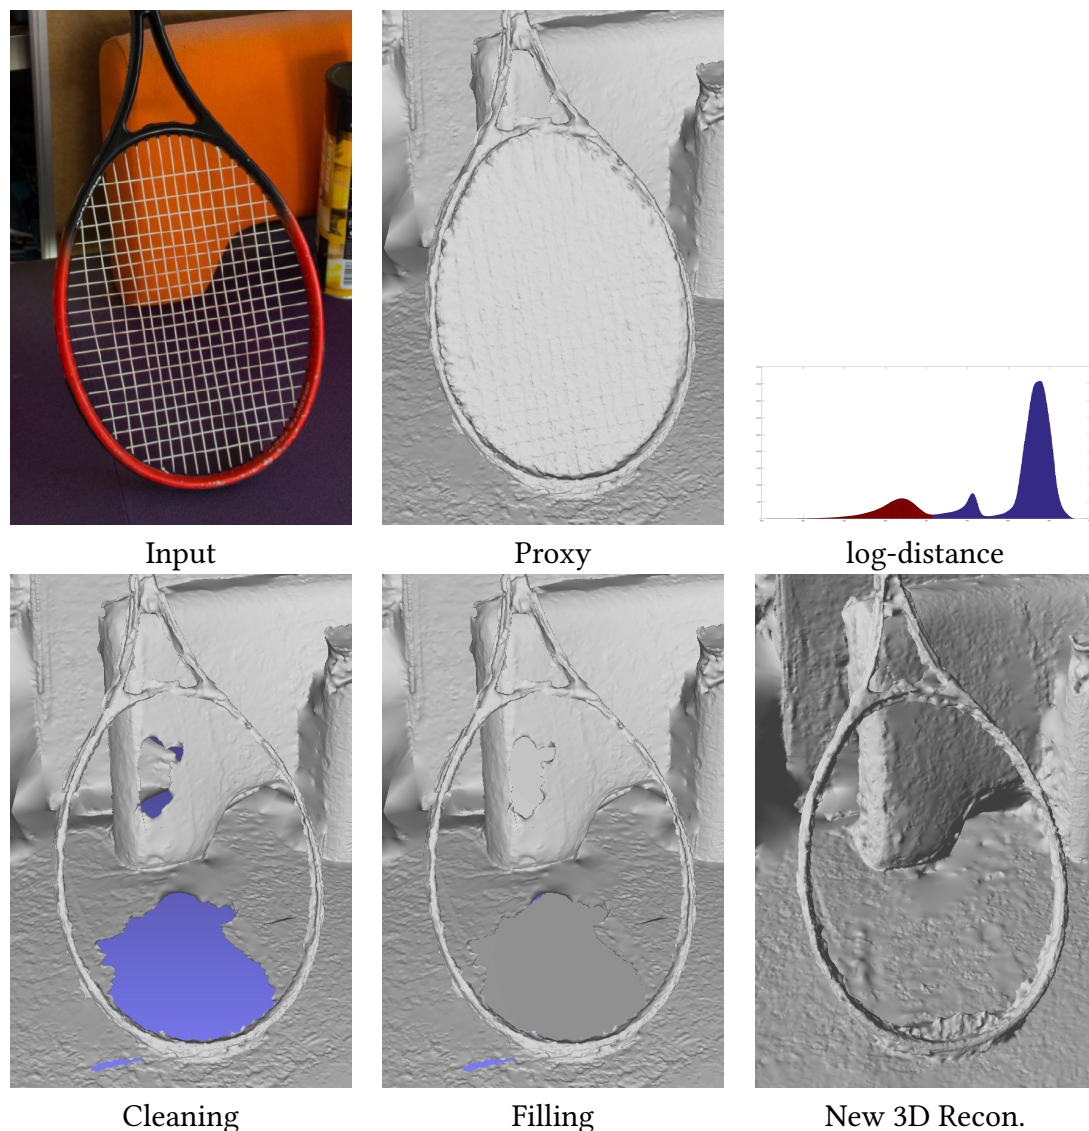 Input
Proxy
log-distance
Cleaning
Filling
New 3D Recon.